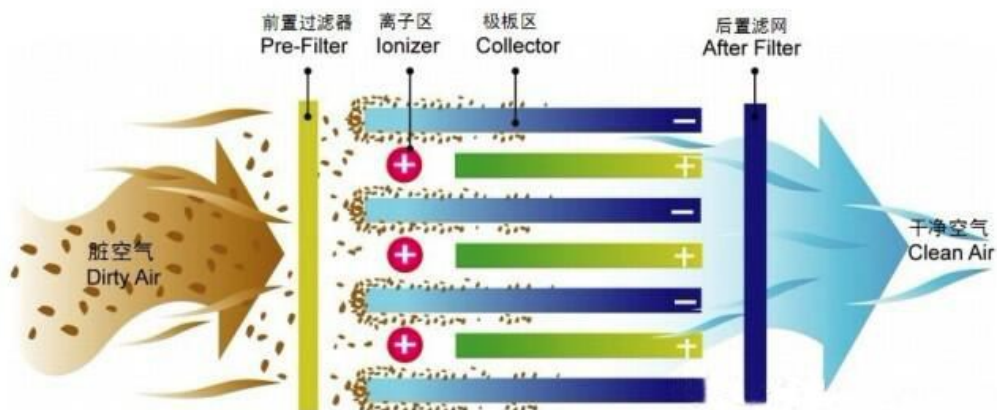 前置过滤器
Pre-Filter
离子区
Ionizer
极板区
Collector
后置滤网
After Filter
脏空气
Dirty Air
干净空气
Clean Air
+
+
+
−
+
−
+
−
+